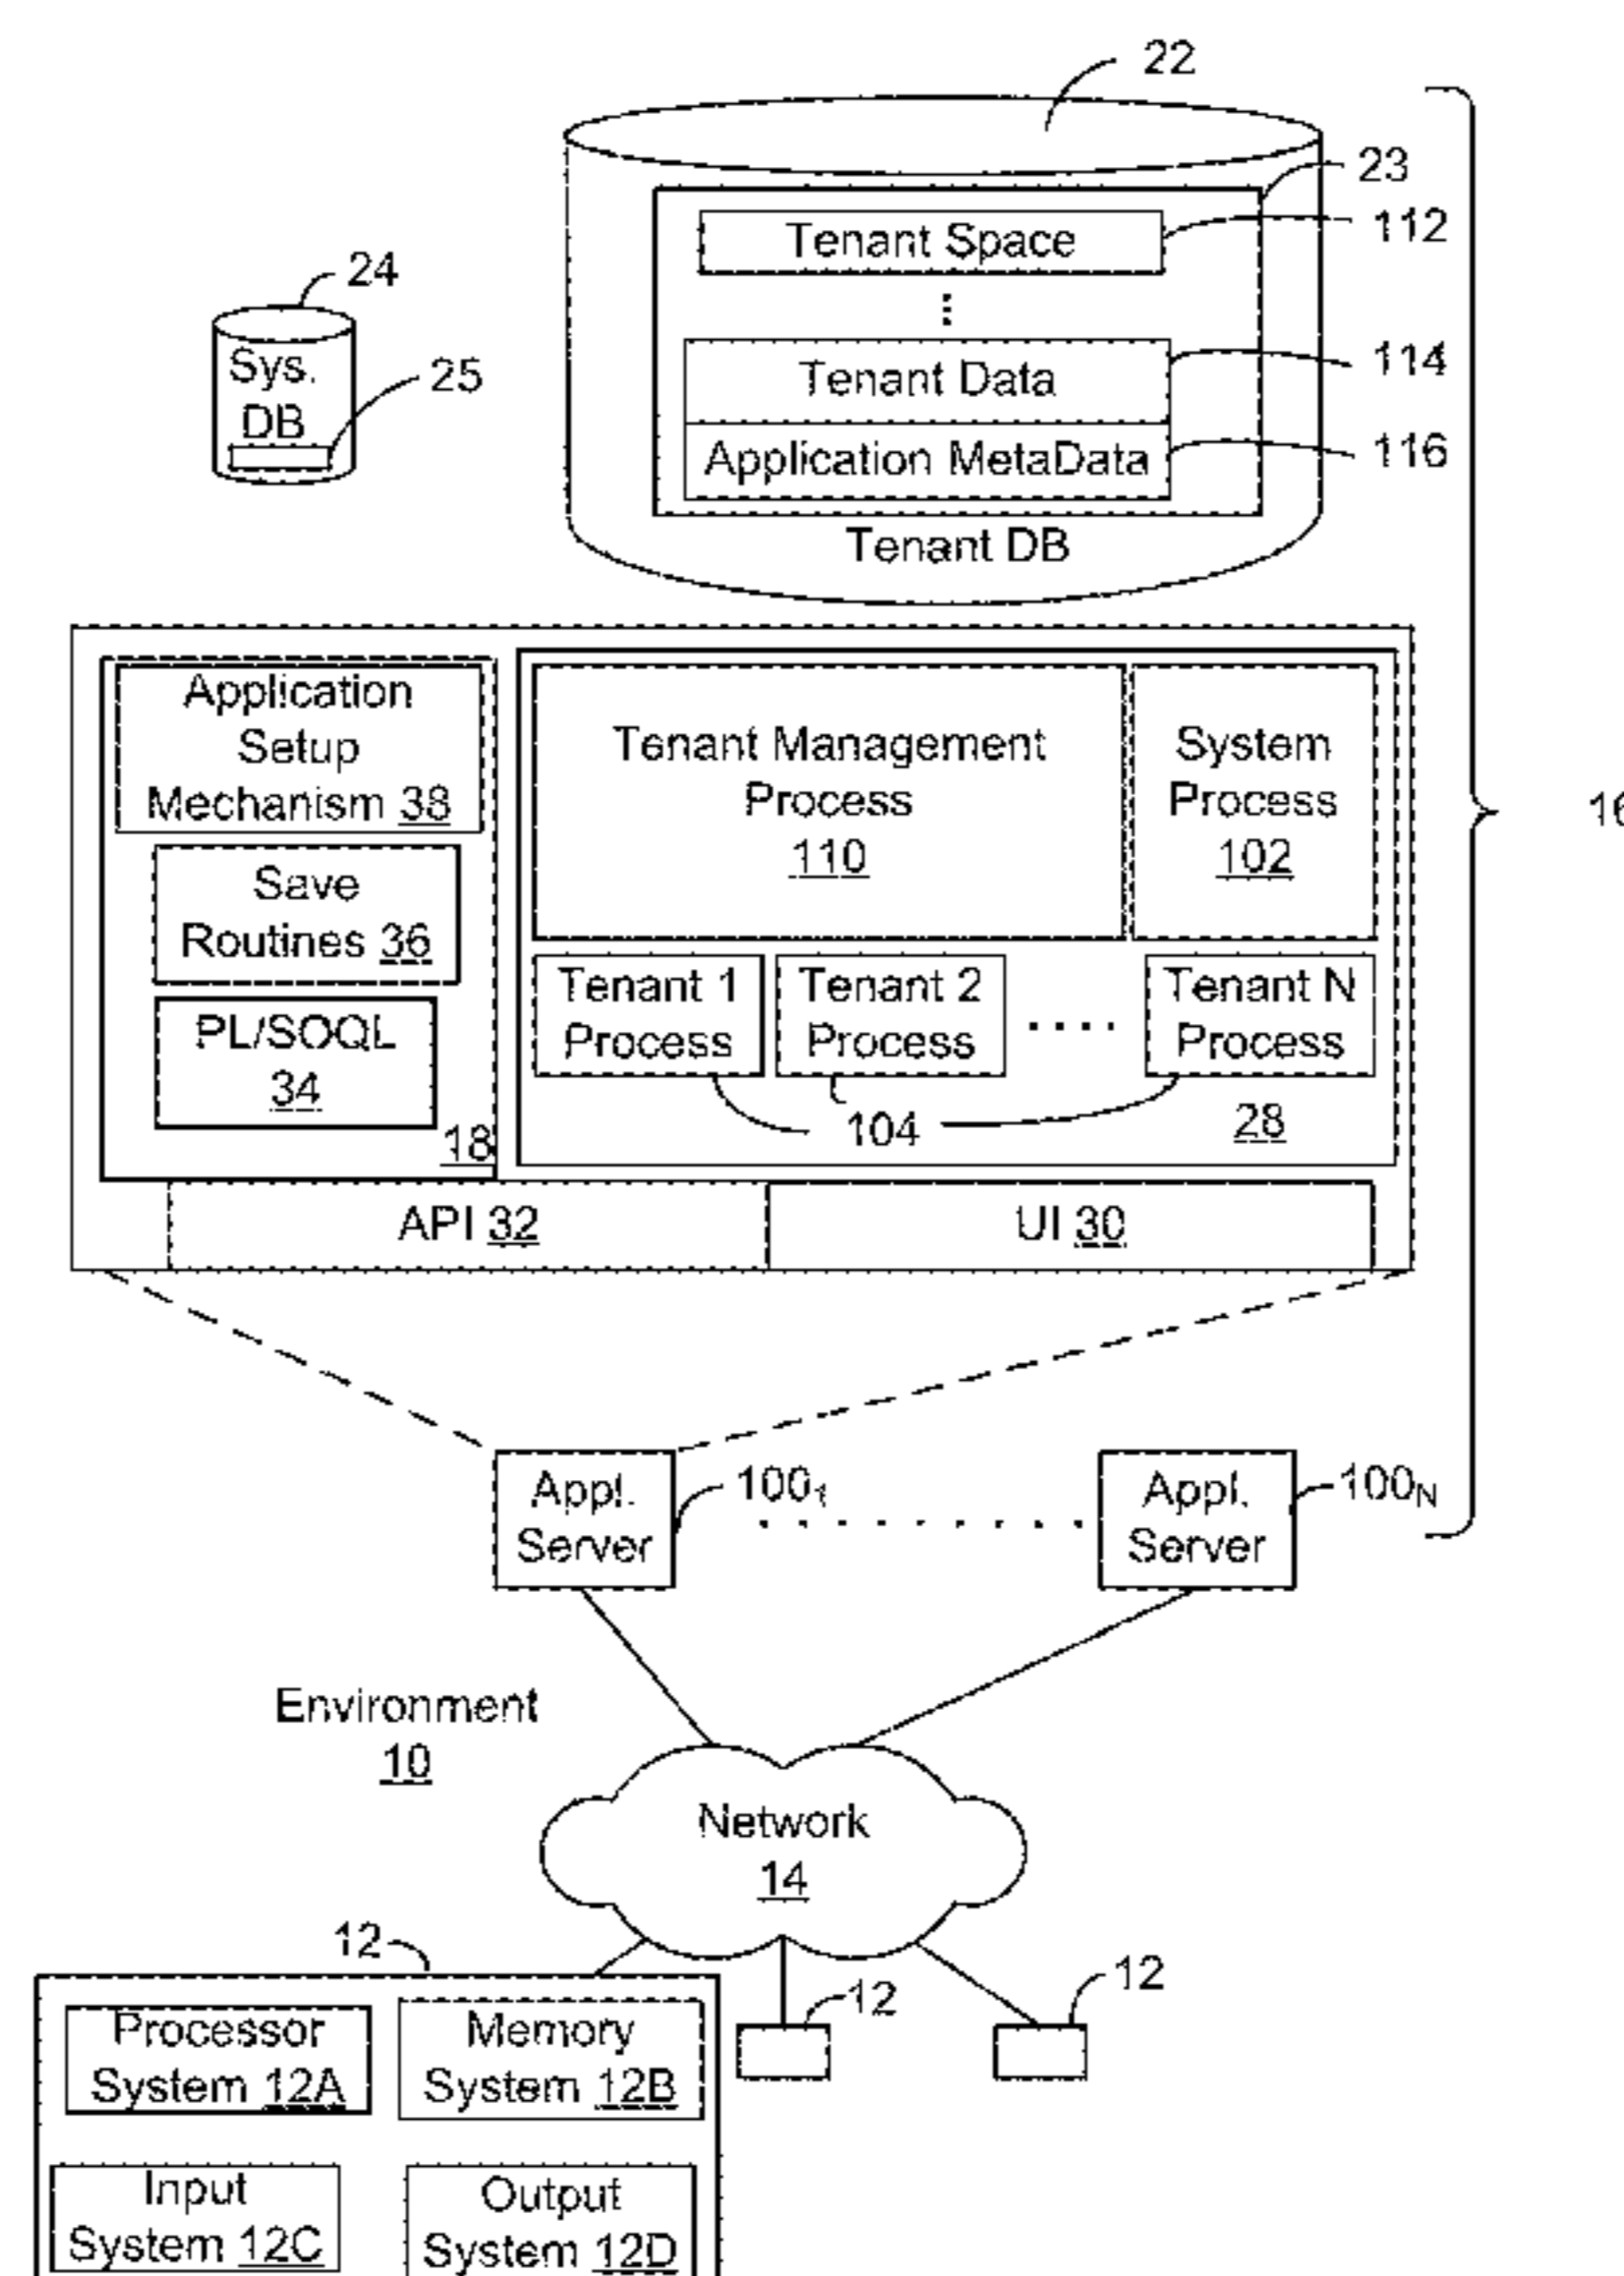 22
23
Tenant Space
112
24
Sys.
DB
25
Tenant Data
114
Application MetaData
116
Tenant DB
Application
Setup
Mechanism 38
Tenant Management
Process
110
System
Process
102
16
Save
Routines 36
Tenant 1
Process
Tenant 2
Process
....
Tenant N
Process
PL/SOQL
34
18
104
28
API 32
UI 30
Appl.
Server
100₁
Appl.
Server
100N
Environment
10
Network
14
12
12
12
Processor
System 12A
Memory
System 12B
Input
System 12C
Output
System 12D